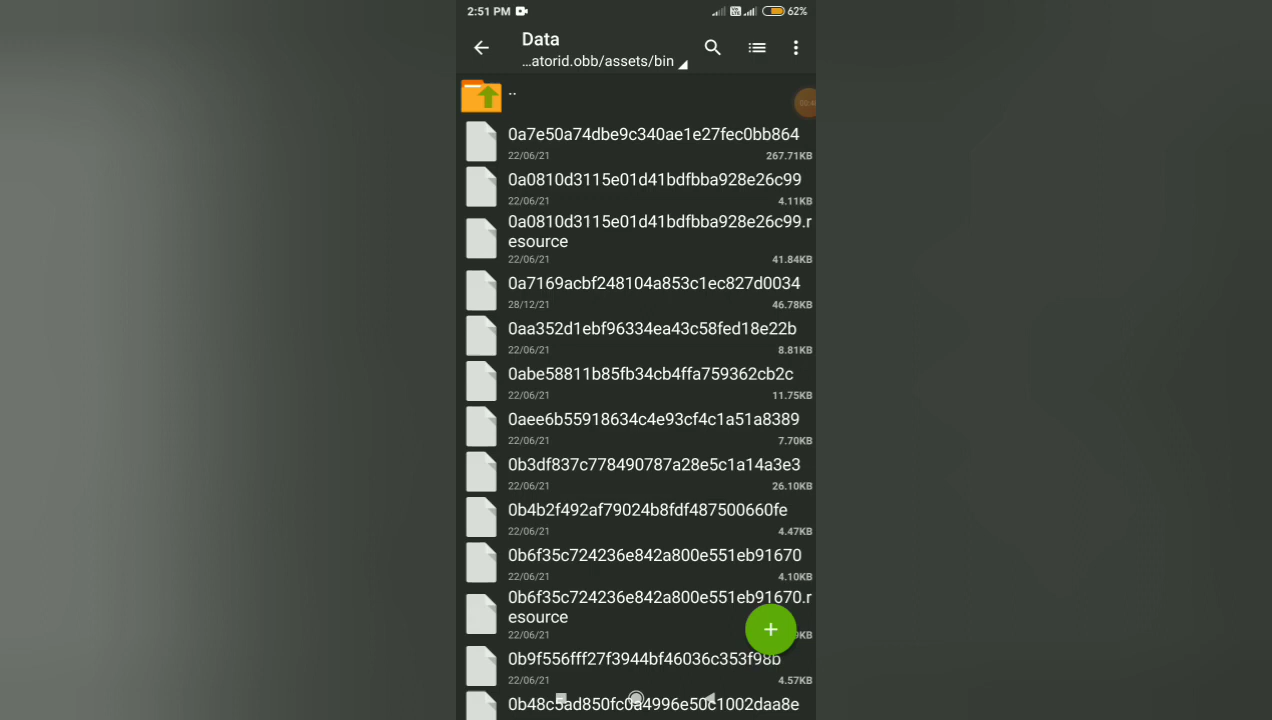 2:51 PM 62%
Data
...atorid.obb/assets/bin
..
0a7e50a74dbe9c340ae1e27fec0bb864
22/06/21 267.71KB
0a0810d3115e01d41bdfbba928e26c99
22/06/21 4.11KB
0a0810d3115e01d41bdfbba928e26c99.r
esource
22/06/21 41.84KB
0a7169acbf248104a853c1ec827d0034
28/12/21 46.78KB
0aa352d1ebf96334ea43c58fed18e22b
22/06/21 8.81KB
0abe58811b85fb34cb4ffa759362cb2c
22/06/21 11.75KB
0aee6b55918634c4e93cf4c1a51a8389
22/06/21 7.70KB
0b3df837c778490787a28e5c1a14a3e3
22/06/21 26.10KB
0b4b2f492af79024b8fdf487500660fe
22/06/21 4.47KB
0b6f35c724236e842a800e551eb91670
22/06/21 4.10KB
0b6f35c724236e842a800e551eb91670.r
esource
22/06/21 KB
0b9f556fff27f3944bf46036c353f98b
22/06/21 4.57KB
0b48c5ad850fc0a4996e50c1002daa8e